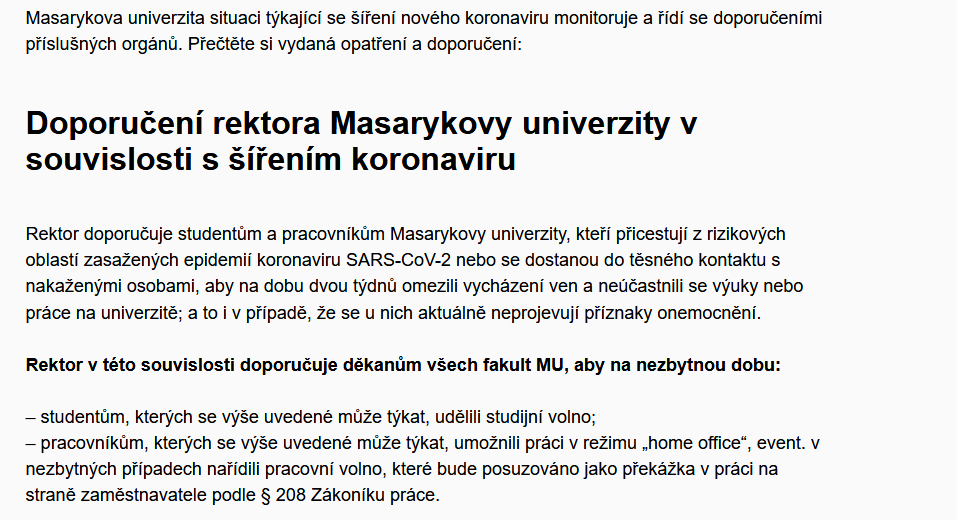 Masarykova univerzita situaci týkající se šíření nového koronaviru monitoruje a řídí se doporučeními
příslušných orgánů. Přečtěte si vydaná opatření a doporučení:
Doporučení rektora Masarykovy univerzity v
souvislosti s šířením koronaviru
Rektor doporučuje studentům a pracovníkům Masarykovy univerzity, kteří přicestují z rizikových
oblastí zasažených epidemií koronaviru SARS-CoV-2 nebo se dostanou do těsného kontaktu s
nakaženými osobami, aby na dobu dvou týdnů omezili vycházení ven a neúčastnili se výuky nebo
práce na univerzitě; a to i v případě, že se u nich aktuálně neprojevují příznaky onemocnění.
Rektor v této souvislosti doporučuje děkanům všech fakult MU, aby na nezbytnou dobu:
– studentům, kterých se výše uvedené může týkat, udělili studijní volno;
– pracovníkům, kterých se výše uvedené může týkat, umožnili práci v režimu „home office“, event. v
nezbytných případech nařídili pracovní volno, které bude posuzováno jako překážka v práci na
straně zaměstnavatele podle § 208 Zákoníku práce.